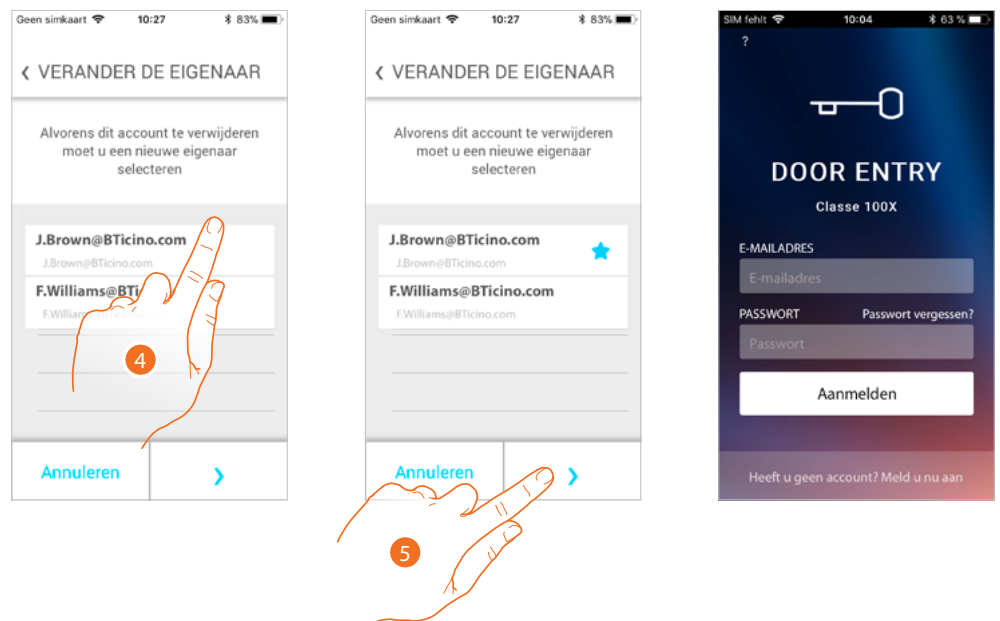 Geen simkaart 10:27 83%
VERANDER DE EIGENAAR
Alvorens dit account te verwijderen
moet u een nieuwe eigenaar
selecteren
J.Brown@BTicino.com
J.Brown@BTicino.com
F.Williams@BTi
F.William
4
Annuleren
Geen simkaart 10:27 83%
VERANDER DE EIGENAAR
Alvorens dit account te verwijderen
moet u een nieuwe eigenaar
selecteren
J.Brown@BTicino.com
J.Brown@BTicino.com
F.Williams@BTicino.com
F.Williams@BTicino.com
Annuleren
5
SIM fehlt 10:04 63 %
?
DOOR ENTRY
Classe 100X
E-MAILADRES
E-mailadres
PASSWORT Passwort vergessen?
Passwort
Aanmelden
Heeft u geen account? Meld u nu aan